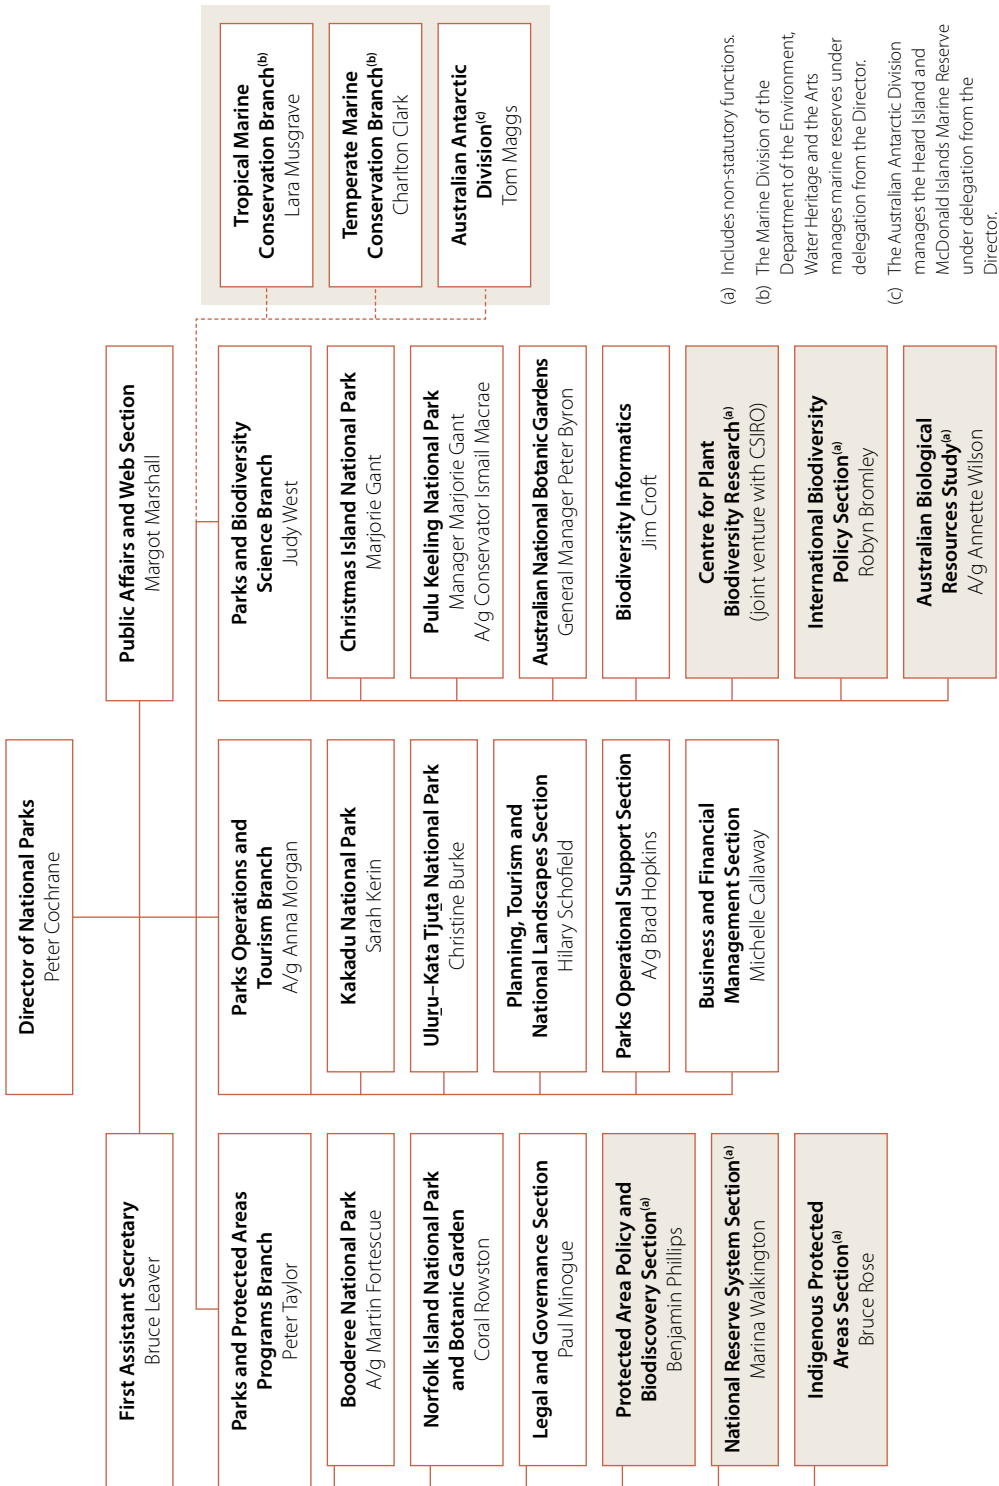 Director of National Parks
Peter Cochrane
First Assistant Secretary
Bruce Leaver
Public Affairs and Web Section
Margot Marshall
Parks and Protected Areas
Programs Branch
Peter Taylor
Booderee National Park
A/g Martin Fortescue
Norfolk Island National Park
and Botanic Garden
Coral Rowston
Legal and Governance Section
Paul Minogue
Protected Area Policy and
Biodiscovery Section(a)
Benjamin Phillips
National Reserve System Section(a)
Marina Walkington
Indigenous Protected
Areas Section(a)
Bruce Rose
Parks Operations and
Tourism Branch
A/g Anna Morgan
Kakadu National Park
Sarah Kerin
Uluṟu–Kata Tjuṯa National Park
Christine Burke
Planning, Tourism and
National Landscapes Section
Hilary Schofield
Parks Operational Support Section
A/g Brad Hopkins
Business and Financial
Management Section
Michelle Callaway
Parks and Biodiversity
Science Branch
Judy West
Christmas Island National Park
Marjorie Gant
Pulu Keeling National Park
Manager Marjorie Gant
A/g Conservator Ismail Macrae
Australian National Botanic Gardens
General Manager Peter Byron
Biodiversity Informatics
Jim Croft
Centre for Plant
Biodiversity Research(a)
(joint venture with CSIRO)
International Biodiversity
Policy Section(a)
Robyn Bromley
Australian Biological
Resources Study(a)
A/g Annette Wilson
Tropical Marine
Conservation Branch(b)
Lara Musgrave
Temperate Marine
Conservation Branch(b)
Charlton Clark
Australian Antarctic
Division(c)
Tom Maggs
(a) Includes non-statutory functions.
(b) The Marine Division of the
Department of the Environment,
Water Heritage and the Arts
manages marine reserves under
delegation from the Director.
(c) The Australian Antarctic Division
manages the Heard Island and
McDonald Islands Marine Reserve
under delegation from the
Director.